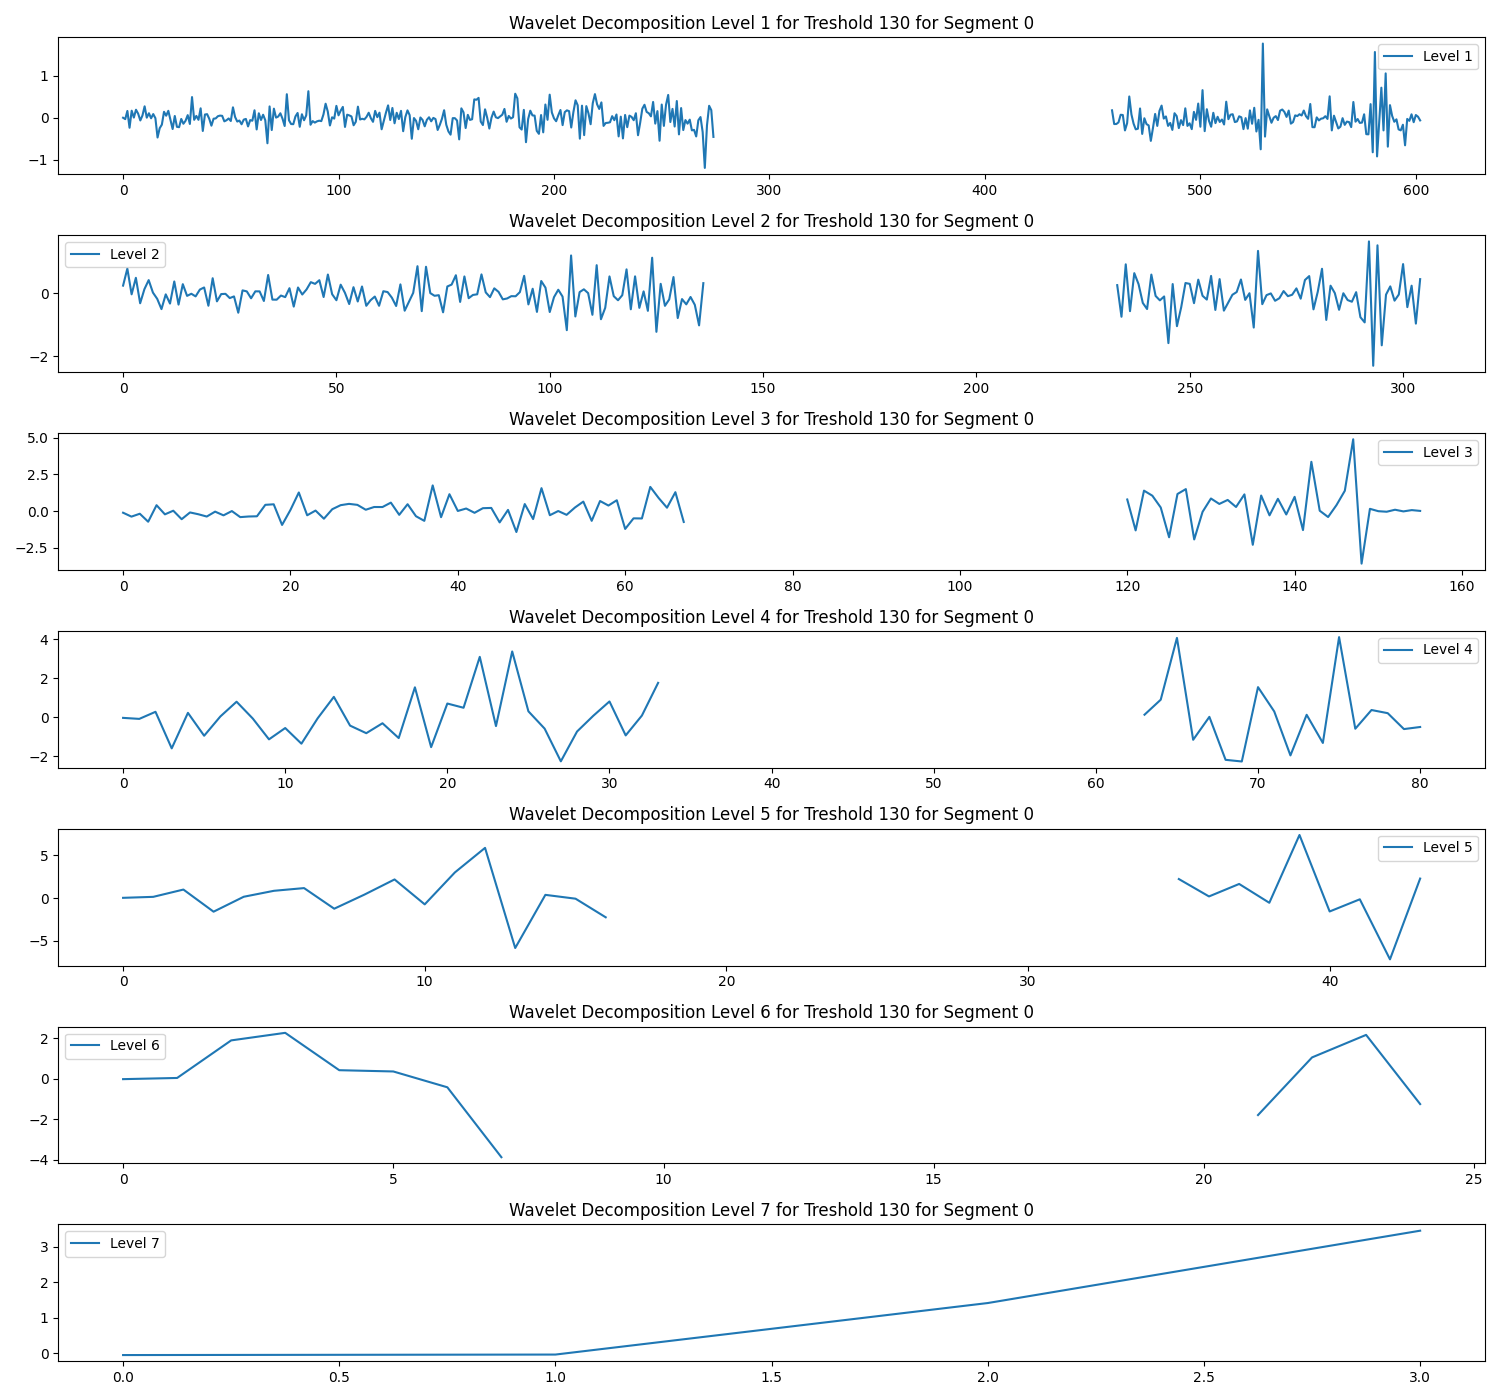 Wavelet Decomposition Level 1 for Treshold 130 for Segment 0
Level 1
1
0
−1
0 100 200 300 400 500 600
Wavelet Decomposition Level 2 for Treshold 130 for Segment 0
Level 2
0
−2
0 50 100 150 200 250 300
Wavelet Decomposition Level 3 for Treshold 130 for Segment 0
Level 3
5.0
2.5
0.0
−2.5
0 20 40 60 80 100 120 140 160
Wavelet Decomposition Level 4 for Treshold 130 for Segment 0
Level 4
4
2
0
−2
0 10 20 30 40 50 60 70 80
Wavelet Decomposition Level 5 for Treshold 130 for Segment 0
Level 5
5
0
−5
0 10 20 30 40
Wavelet Decomposition Level 6 for Treshold 130 for Segment 0
Level 6
2
0
−2
−4
0 5 10 15 20 25
Wavelet Decomposition Level 7 for Treshold 130 for Segment 0
Level 7
3
2
1
0
0.0 0.5 1.0 1.5 2.0 2.5 3.0